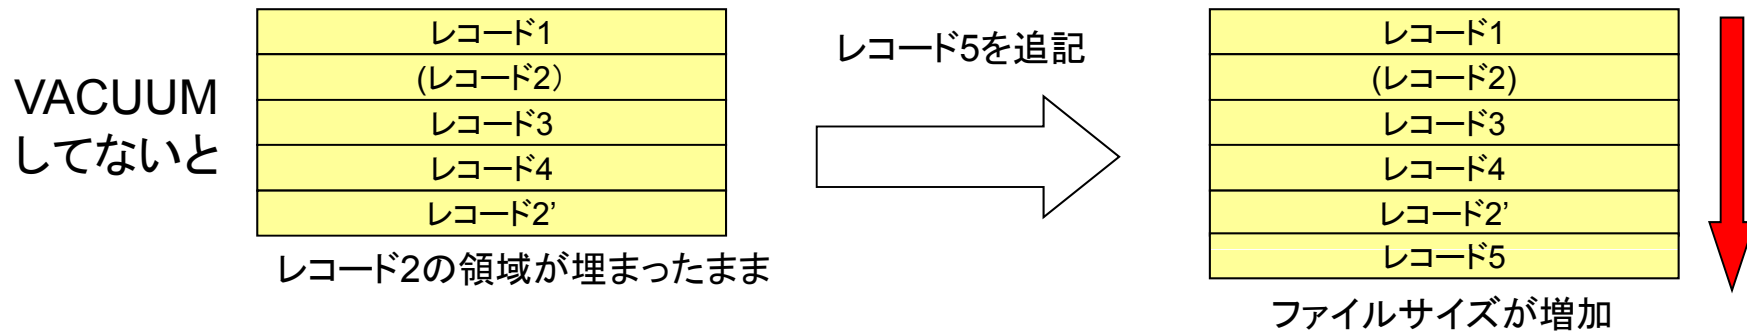 VACUUM
してないと
レコード1
(レコード2）
レコード3
レコード4
レコード2’
レコード2の領域が埋まったまま
レコード5を追記
レコード1
(レコード2)
レコード3
レコード4
レコード2’
レコード5
ファイルサイズが増加